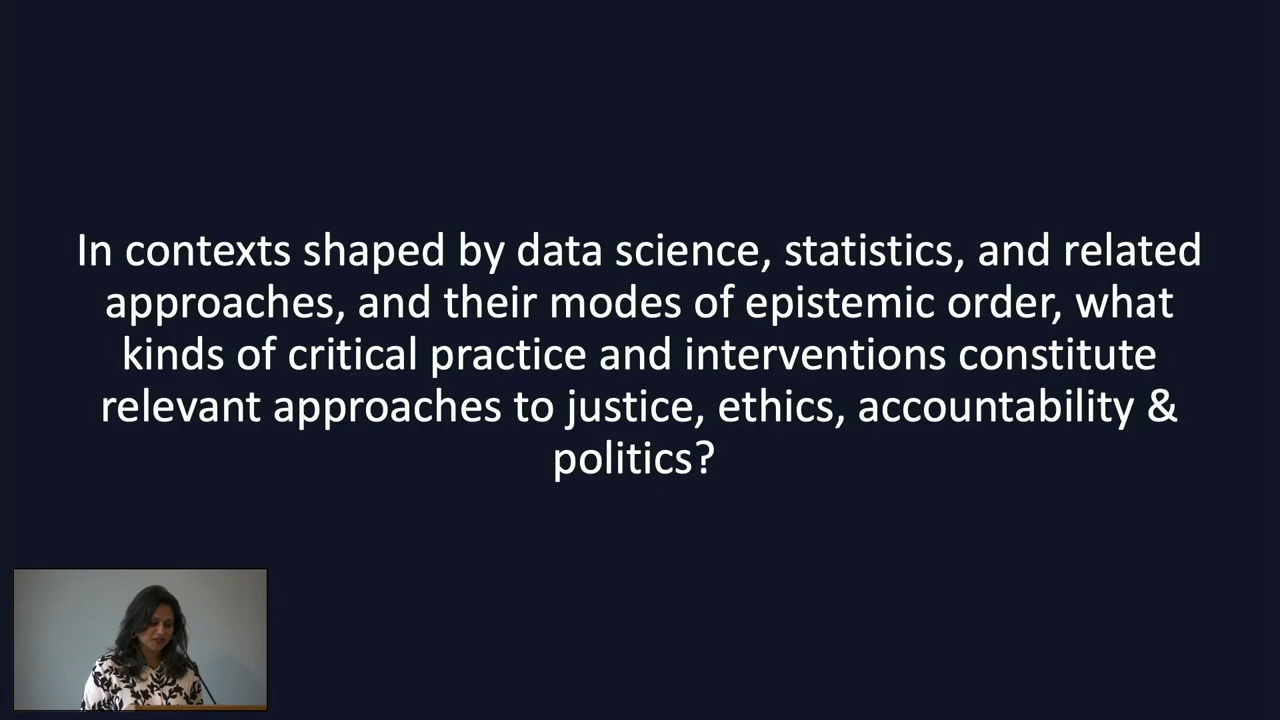 In contexts shaped by data science, statistics, and related
approaches, and their modes of epistemic order, what
kinds of critical practice and interventions constitute
relevant approaches to justice, ethics, accountability &
politics?